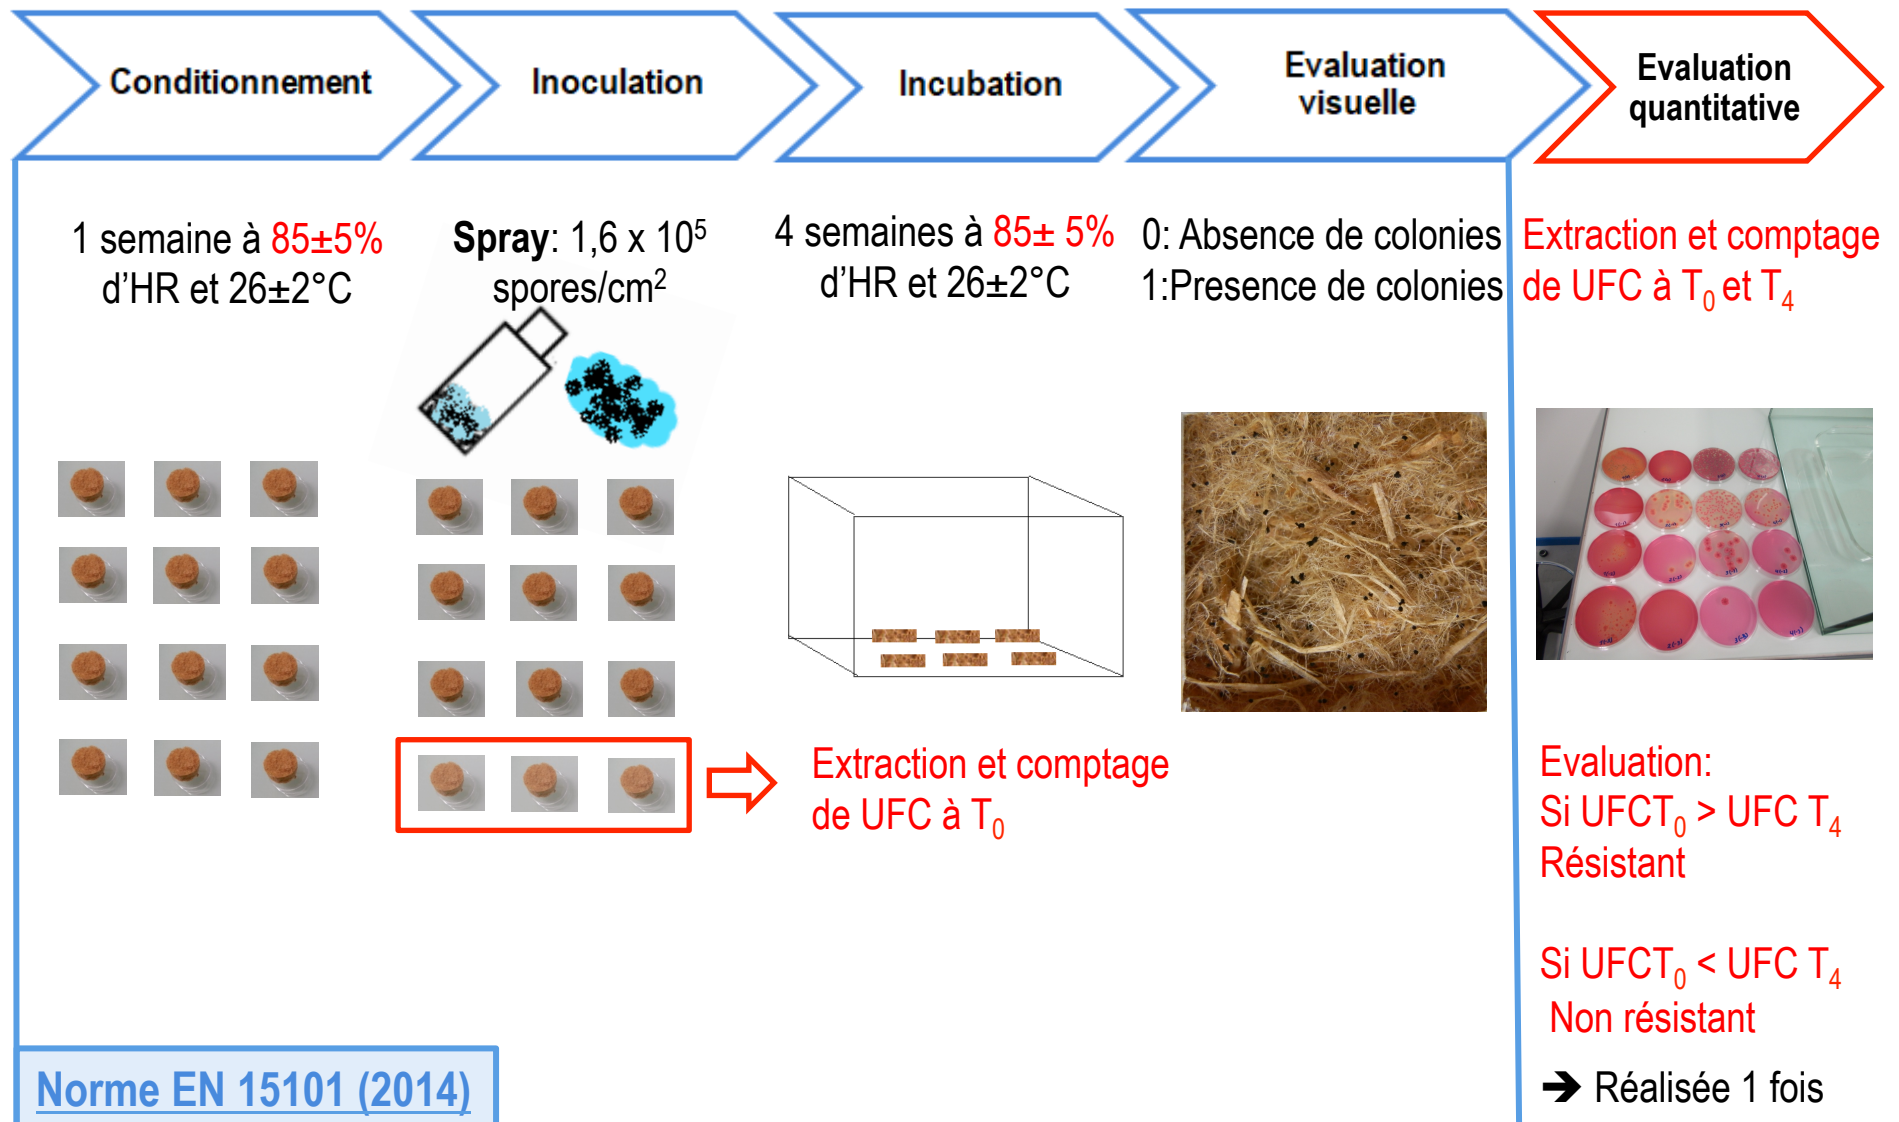 Conditionnement
Inoculation
Incubation
Evaluation
visuelle
Evaluation
quantitative
1 semaine à 85±5%
d’HR et 26±2°C
Spray: 1,6 x 10⁵
spores/cm²
4 semaines à 85± 5%
d’HR et 26±2°C
0: Absence de colonies
1:Presence de colonies
Extraction et comptage
de UFC à T₀ et T₄
Extraction et comptage
de UFC à T₀
Evaluation:
Si UFCT₀ > UFC T₄
Résistant
Si UFCT₀ < UFC T₄
Non résistant
➔ Réalisée 1 fois
Norme EN 15101 (2014)